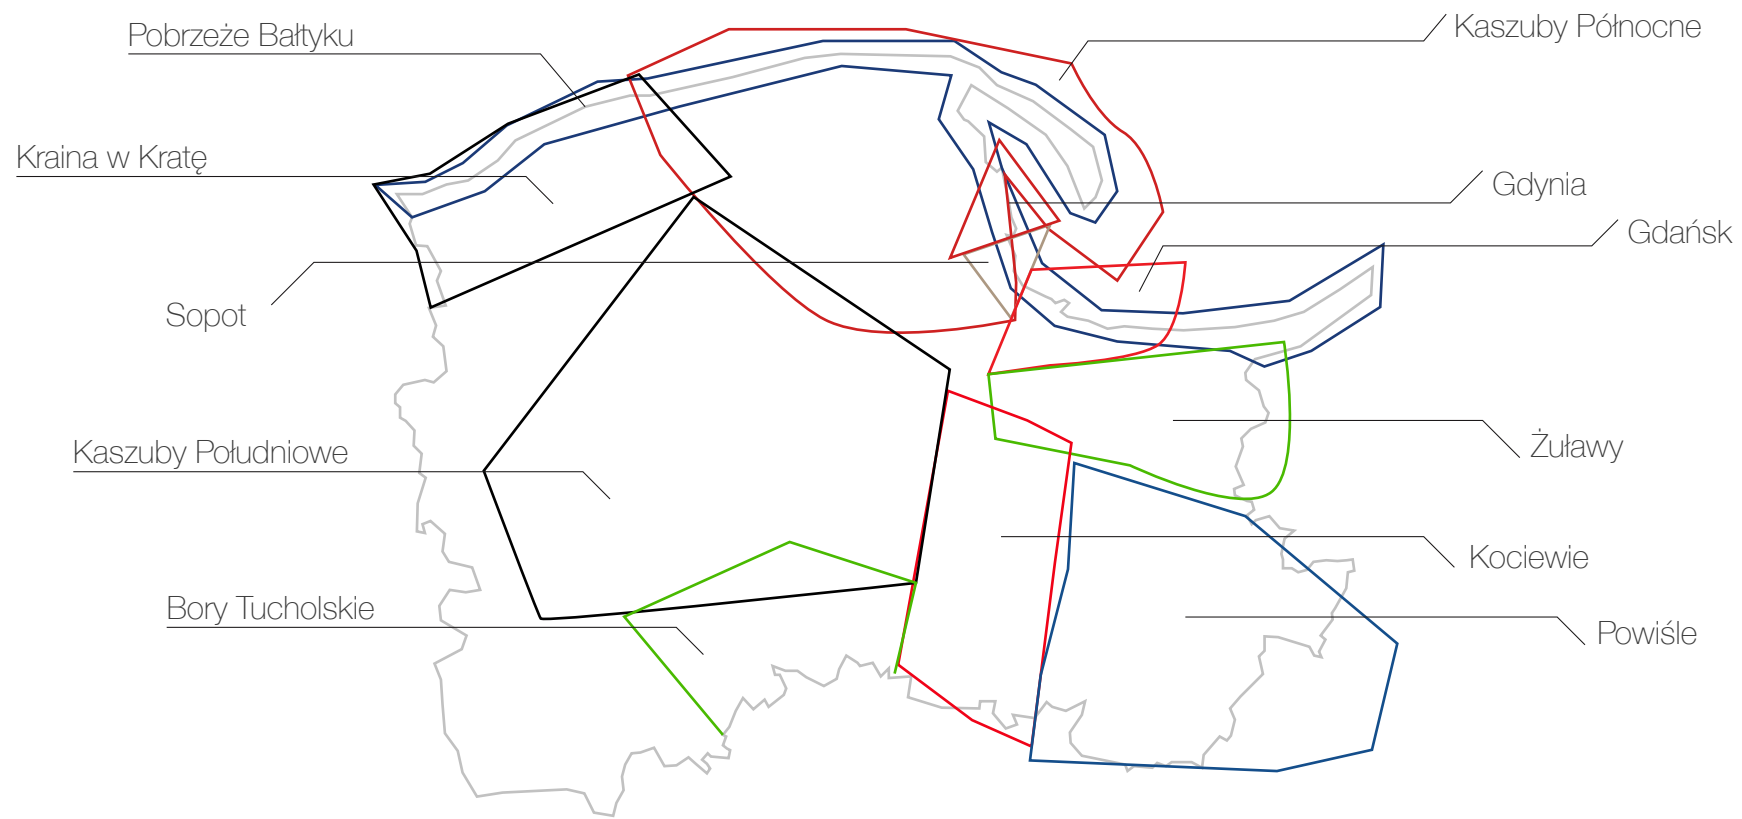 Pobrzeże Bałtyku
Kaszuby Północne
Kraina w Kratę
Gdynia
Gdańsk
Sopot
Kaszuby Południowe
Żuławy
Kociewie
Bory Tucholskie
Powiśle